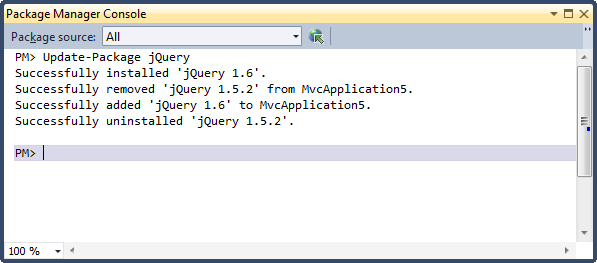 Package Manager Console
Package source: All
PM> Update-Package jQuery
Successfully installed 'jQuery 1.6'.
Successfully removed 'jQuery 1.5.2' from MvcApplication5.
Successfully added 'jQuery 1.6' to MvcApplication5.
Successfully uninstalled 'jQuery 1.5.2'.
PM>
100 %